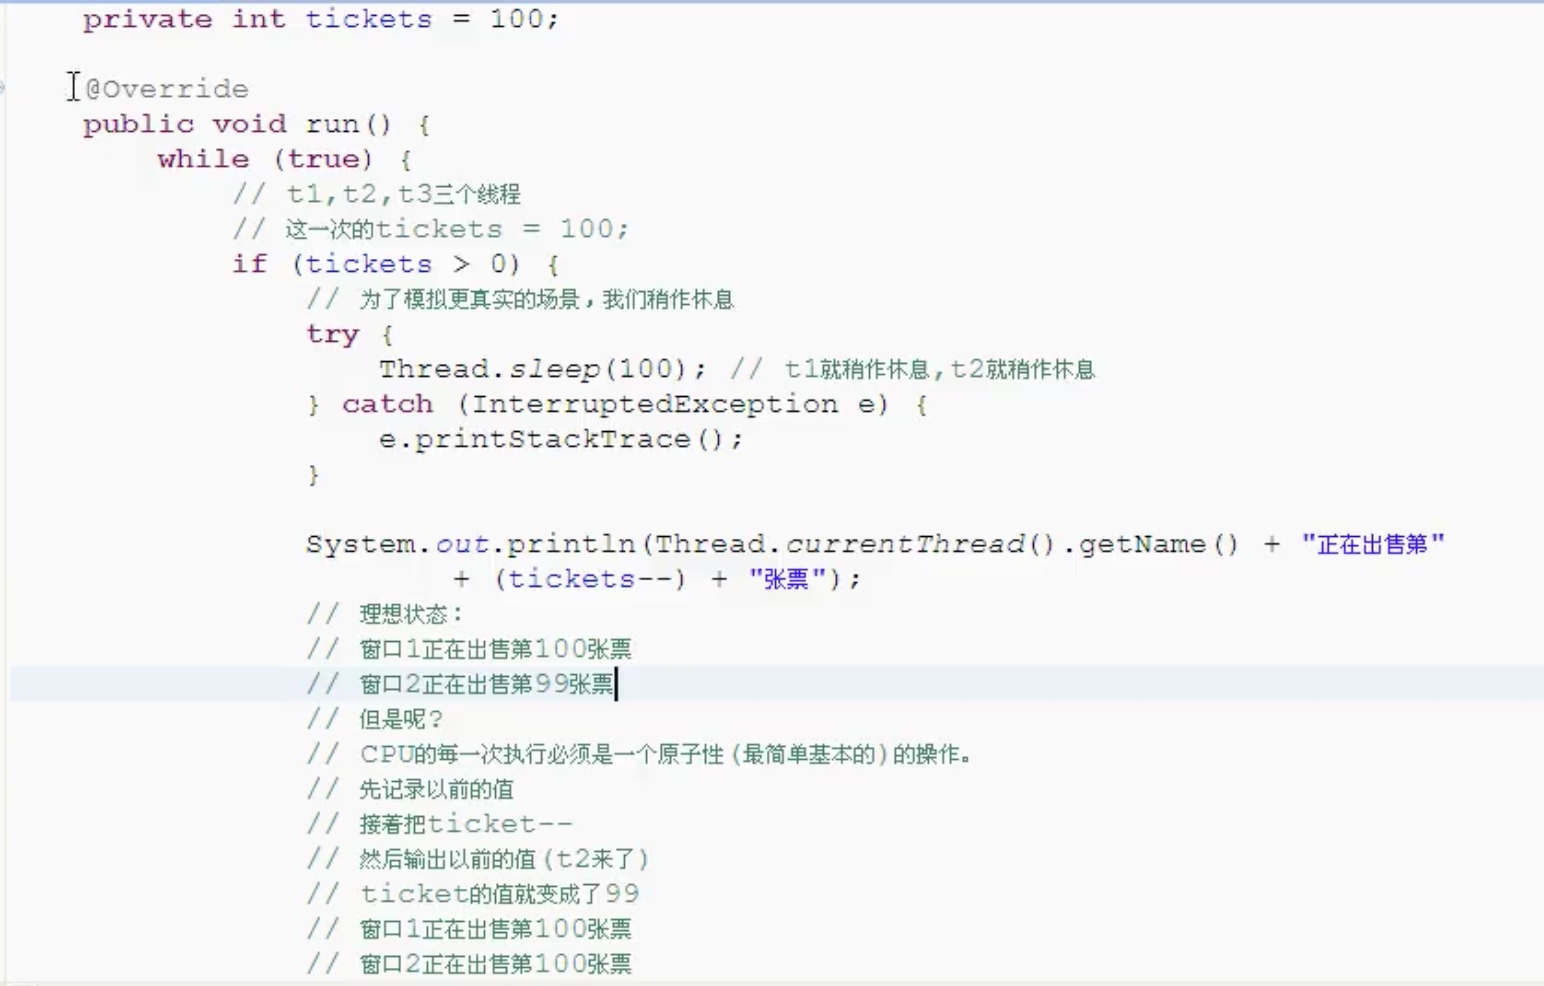 private int tickets = 100;
@Override
public void run() {
while (true) {
// t1,t2,t3三个线程
// 这一次的tickets = 100;
if (tickets > 0) {
// 为了模拟更真实的场景，我们稍作休息
try {
Thread.sleep(100); // t1就稍作休息,t2就稍作休息
} catch (InterruptedException e) {
e.printStackTrace();
}
System.out.println(Thread.currentThread().getName() + "正在出售第"
+ (tickets--) + "张票");
// 理想状态：
// 窗口1正在出售第100张票
// 窗口2正在出售第99张票
// 但是呢？
// CPU的每一次执行必须是一个原子性(最简单基本的)的操作。
// 先记录以前的值
// 接着把ticket--
// 然后输出以前的值(t2来了)
// ticket的值就变成了99
// 窗口1正在出售第100张票
// 窗口2正在出售第100张票